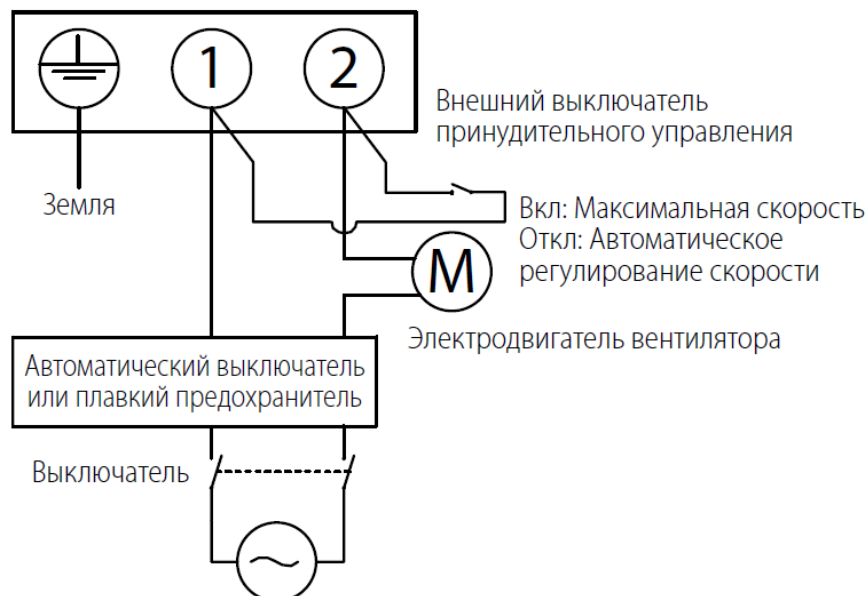 1
2
Внешний выключатель
принудительного управления
Земля
Вкл: Максимальная скорость
Откл: Автоматическое
регулирование скорости
M
Электродвигатель вентилятора
Автоматический выключатель
или плавкий предохранитель
Выключатель